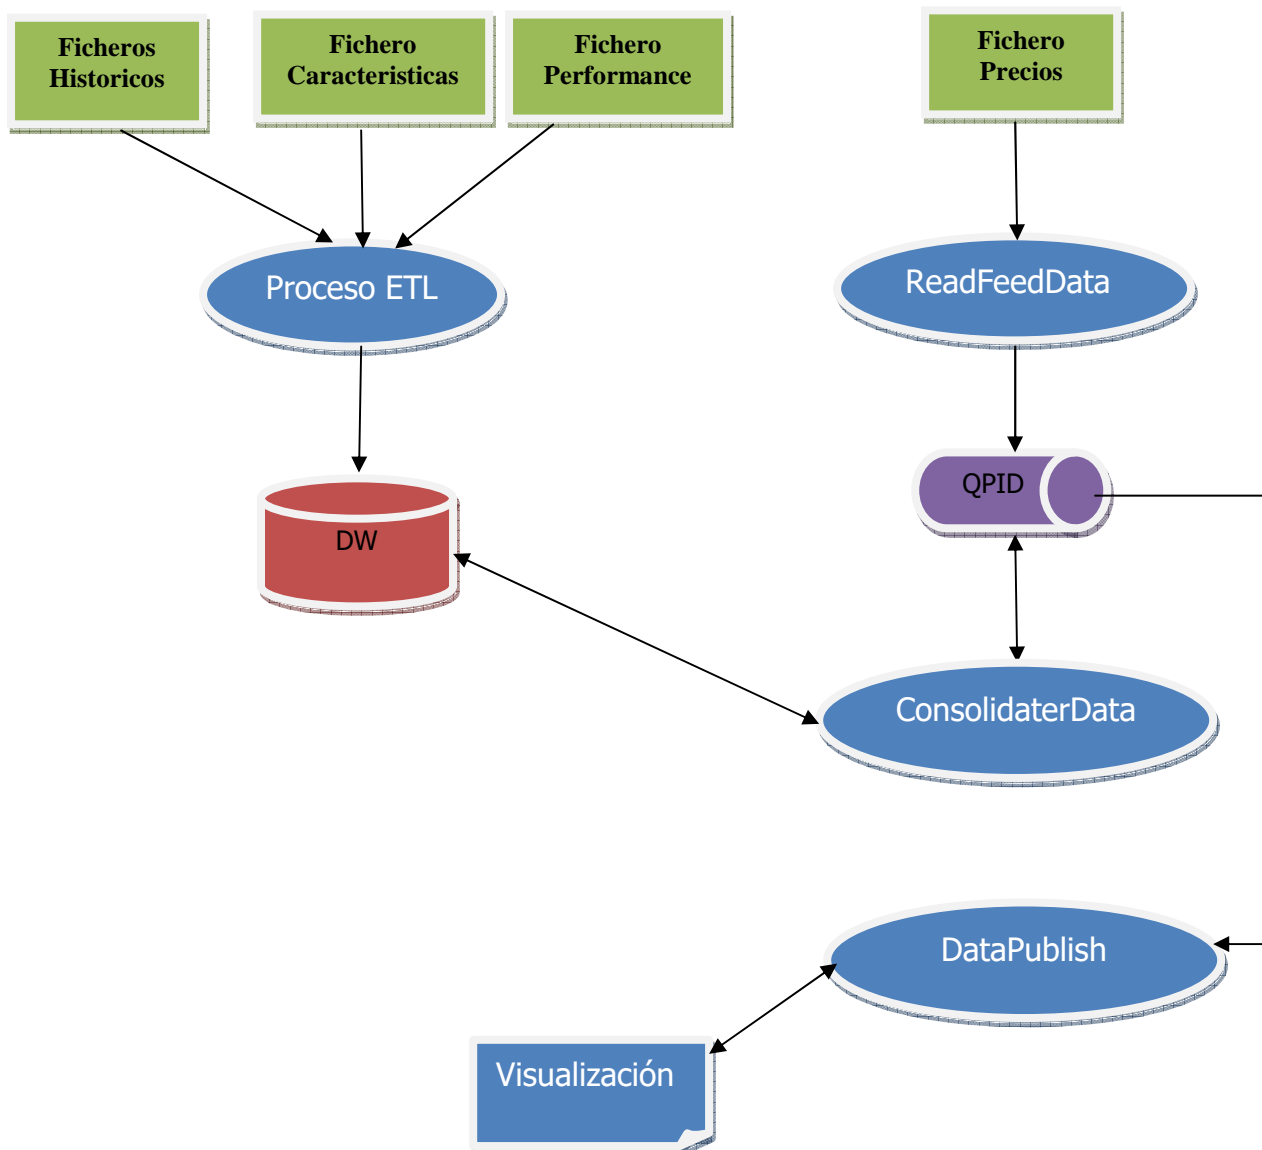 Ficheros
Historicos
Fichero
Caracteristicas
Fichero
Performance
Fichero
Precios
Proceso ETL
ReadFeedData
QPID
DW
ConsolidaterData
DataPublish
Visualización